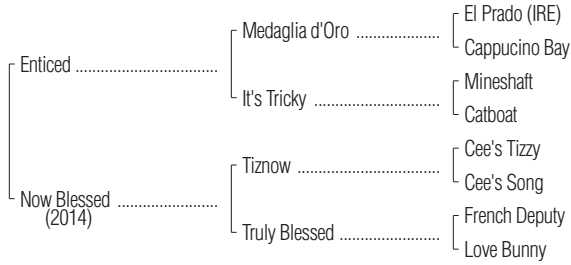 El Prado (IRE)
Medaglia d'Oro ....................
Cappucino Bay
Enticed ..................................
Mineshaft
It's Tricky ..............................
Catboat
Cee's Tizzy
Tiznow ..................................
Cee's Song
Now Blessed ........................
(2014)
French Deputy
Truly Blessed ........................
Love Bunny